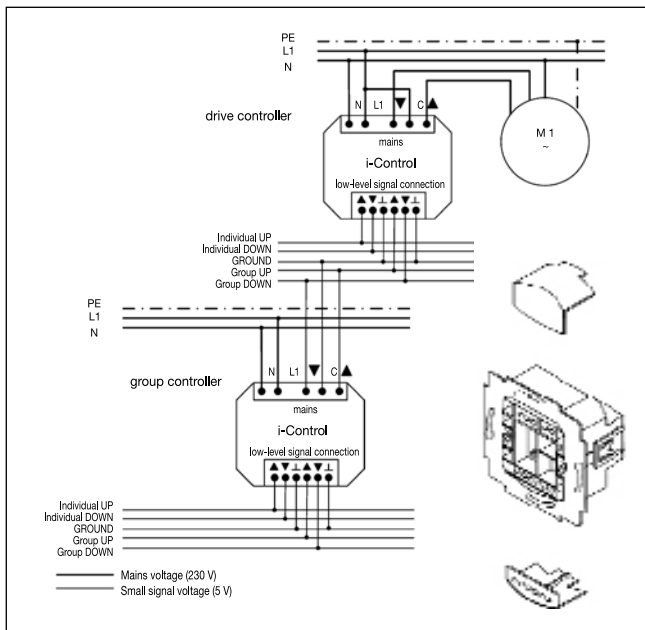 PE
L1
N
drive controller
N L1 ▼ C ▲
mains
i-Control
low-level signal connection
▲ ▼ ⊥ ▲ ▼ ⊥
M 1
~
Individual UP
Individual DOWN
GROUND
Group UP
Group DOWN
PE
L1
N
group controller
N L1 ▼ C ▲
mains
i-Control
low-level signal connection
▲ ▼ ⊥ ▲ ▼ ⊥
Individual UP
Individual DOWN
GROUND
Group UP
Group DOWN
Mains voltage (230 V)
Small signal voltage (5 V)